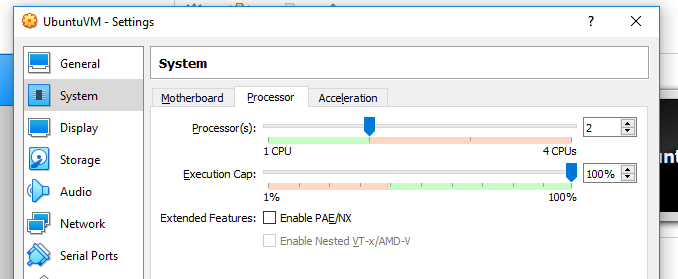 UbuntuVM - Settings
General
System
Display
Storage
Audio
Network
Serial Ports
System
Motherboard Processor Acceleration
Processor(s): 2
1 CPU 4 CPUs
Execution Cap: 100%
1% 100%
Extended Features: Enable PAE/NX
Enable Nested VT-x/AMD-V